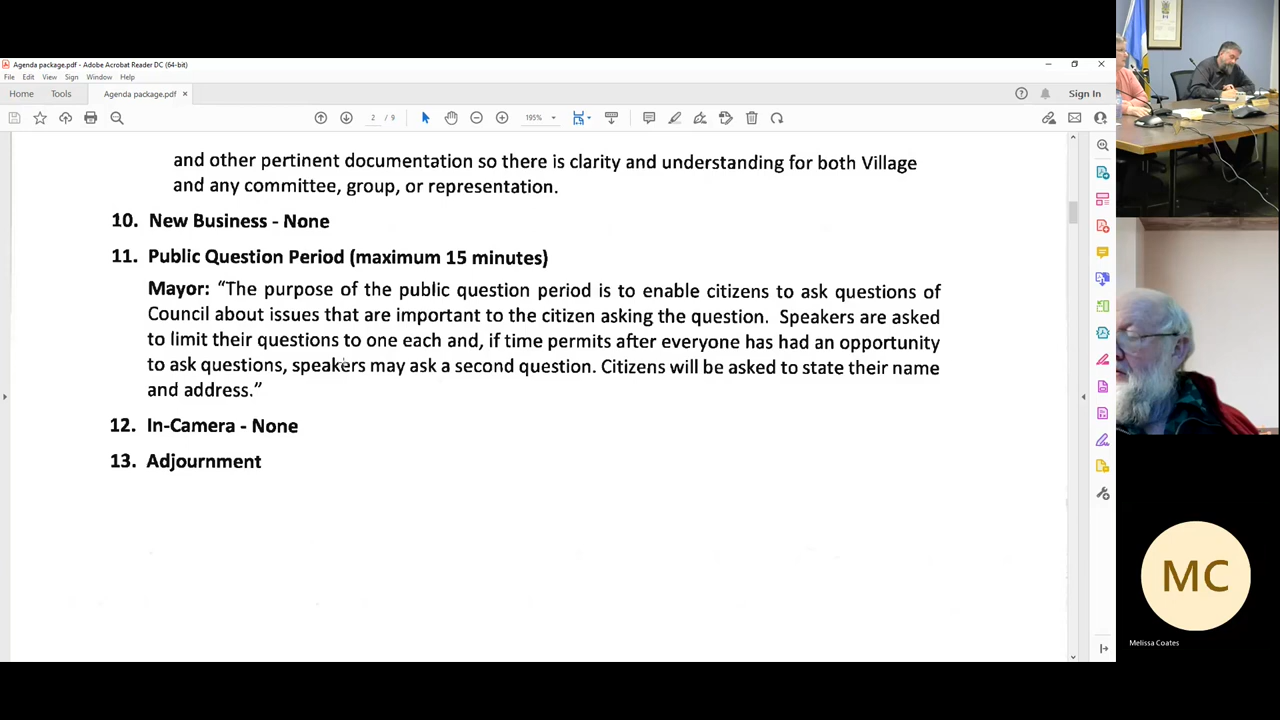 Agenda package.pdf - Adobe Acrobat Reader DC (64-bit)
File Edit View Sign Window Help
Home Tools Agenda package.pdf × Sign In
2 / 9 195%
and other pertinent documentation so there is clarity and understanding for both Village
and any committee, group, or representation.
10. New Business - None
11. Public Question Period (maximum 15 minutes)
Mayor: “The purpose of the public question period is to enable citizens to ask questions of
Council about issues that are important to the citizen asking the question. Speakers are asked
to limit their questions to one each and, if time permits after everyone has had an opportunity
to ask questions, speakers may ask a second question. Citizens will be asked to state their name
and address.”
12. In-Camera - None
13. Adjournment
MC
Melissa Coates